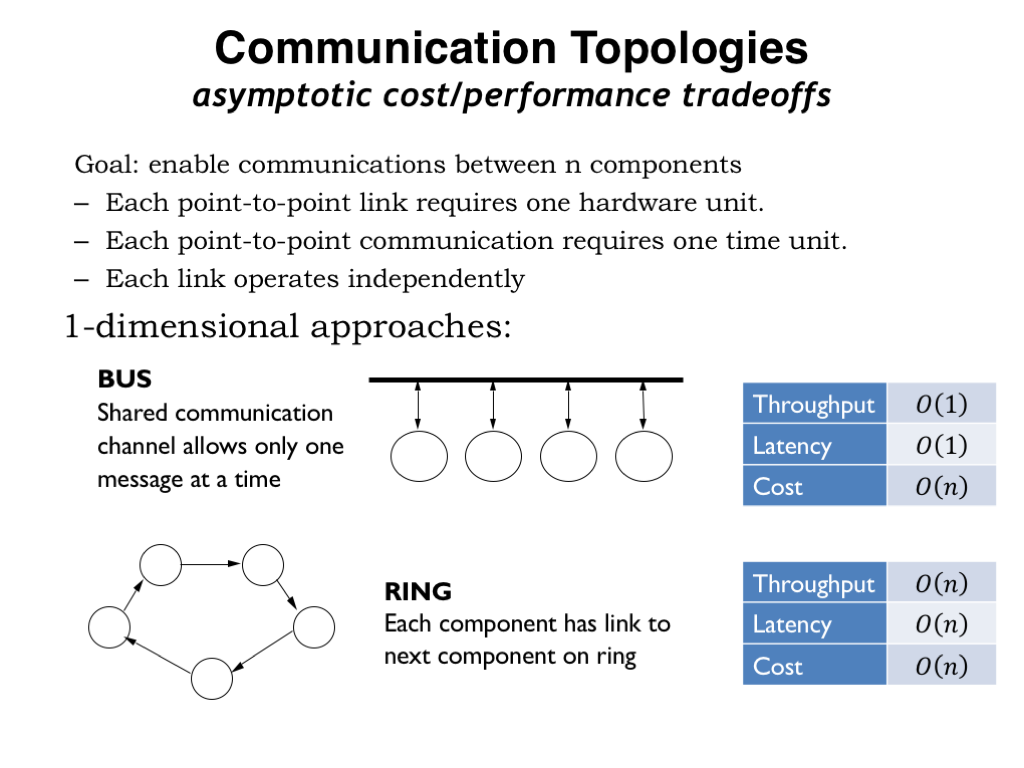 Communication Topologies
asymptotic cost/performance tradeoffs
Goal: enable communications between n components
– Each point-to-point link requires one hardware unit.
– Each point-to-point communication requires one time unit.
– Each link operates independently
1-dimensional approaches:
BUS
Shared communication
channel allows only one
message at a time
Throughput O(1)
Latency O(1)
Cost O(n)
RING
Each component has link to
next component on ring
Throughput O(n)
Latency O(n)
Cost O(n)